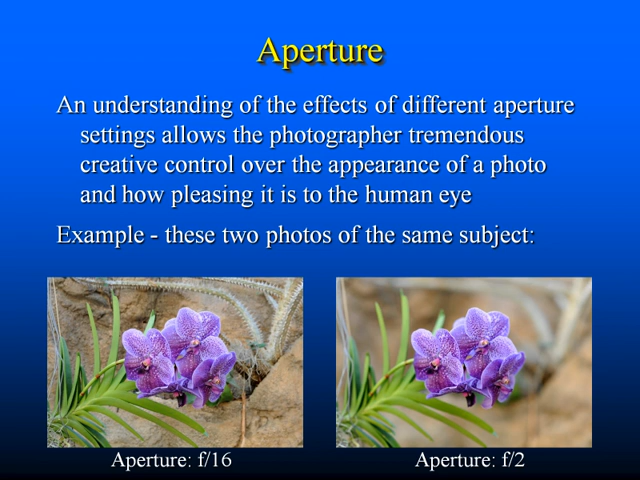 Aperture
An understanding of the effects of different aperture
settings allows the photographer tremendous
creative control over the appearance of a photo
and how pleasing it is to the human eye
Example - these two photos of the same subject:
Aperture: f/16
Aperture: f/2